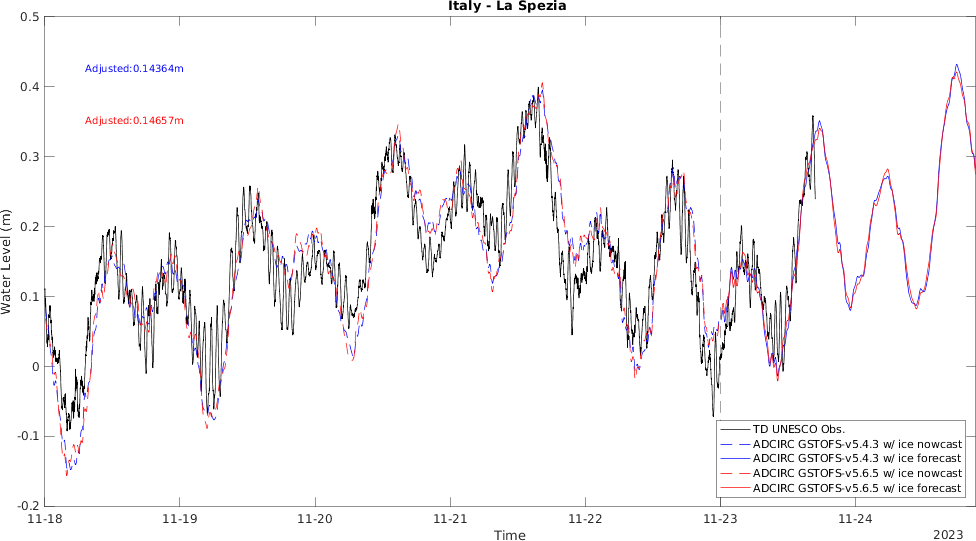 Italy - La Spezia
0.5
0.4
0.3
0.2
0.1
0
-0.1
-0.2
Water Level (m)
Adjusted:0.14364m
Adjusted:0.14657m
TD UNESCO Obs.
ADCIRC GSTOFS-v5.4.3 w/ ice nowcast
ADCIRC GSTOFS-v5.4.3 w/ ice forecast
ADCIRC GSTOFS-v5.6.5 w/ ice nowcast
ADCIRC GSTOFS-v5.6.5 w/ ice forecast
11-18 11-19 11-20 11-21 11-22 11-23 11-24
Time
2023